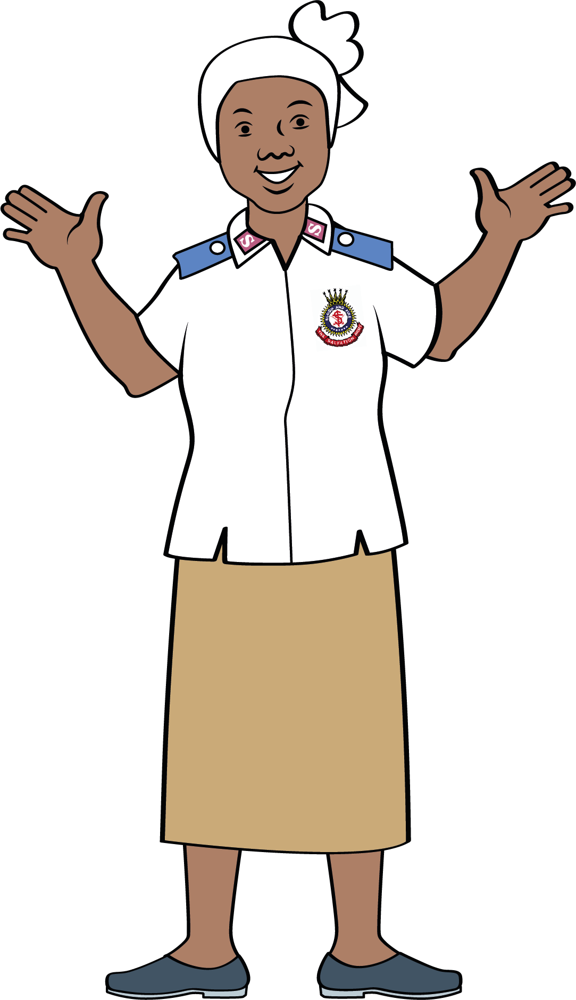 S S
BLOOD AND FIRE
S
THE SALVATION ARMY